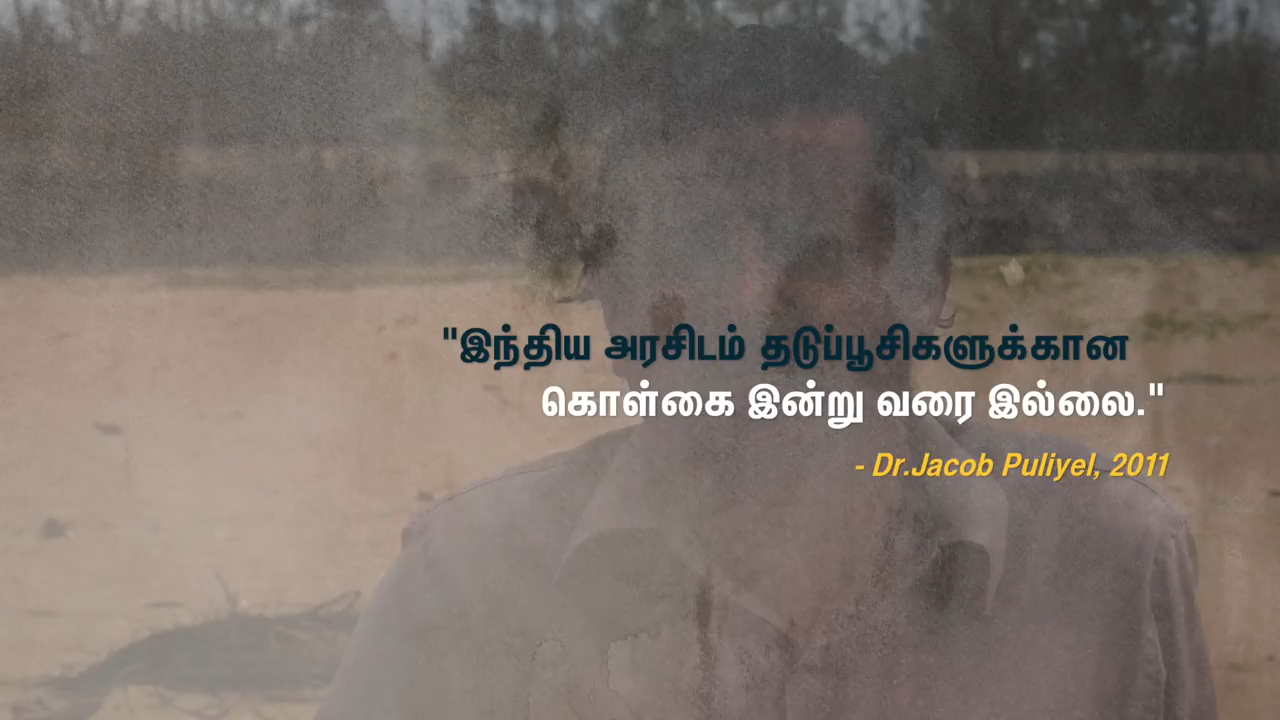 "இந்திய அரசிடம் தடுப்பூசிகளுக்கான
கொள்கை இன்று வரை இல்லை."
- Dr.Jacob Puliyel, 2011